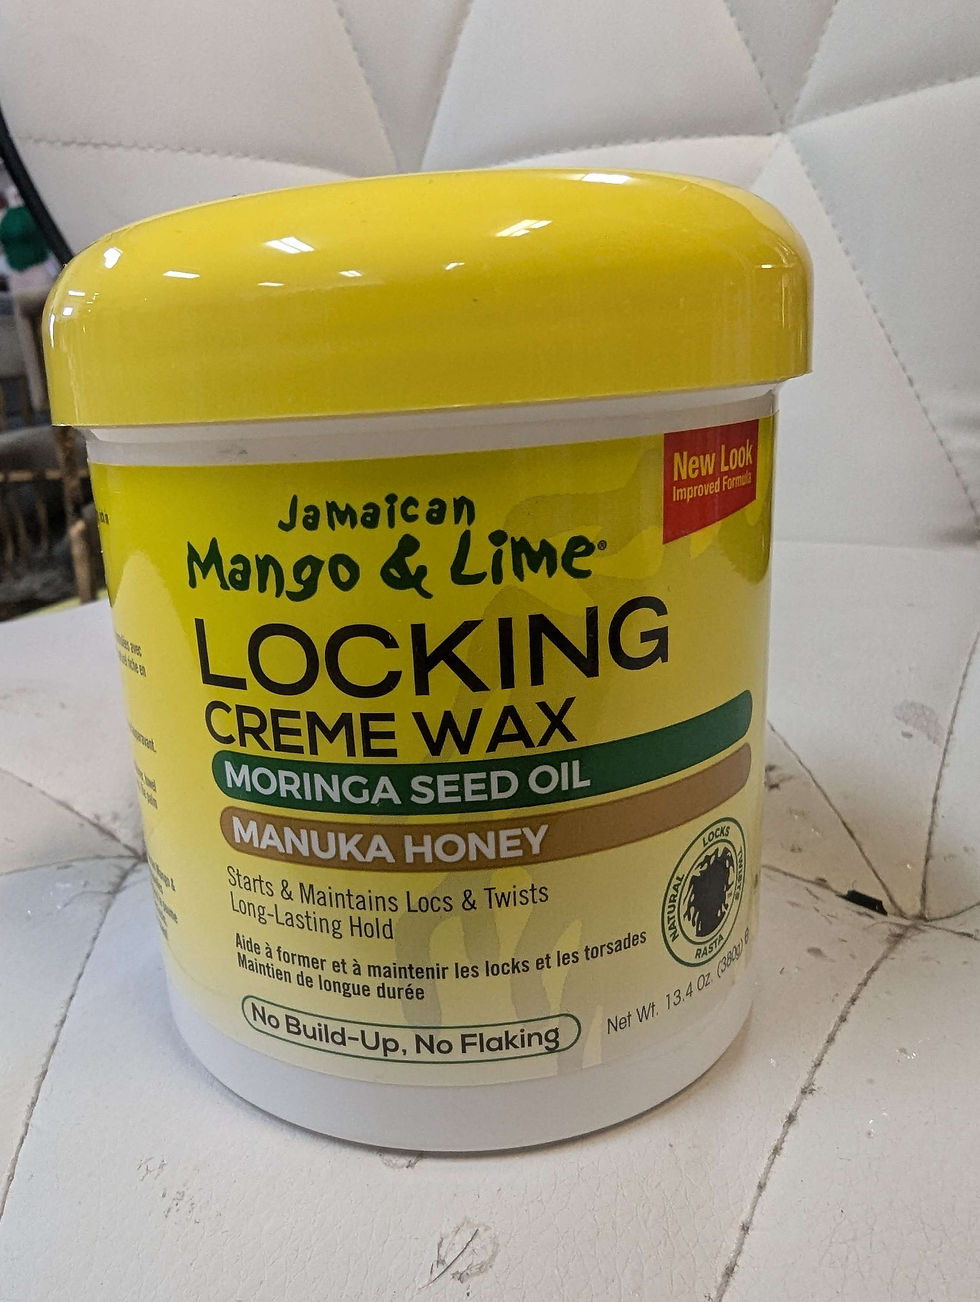 New Look
Improved Formula
Jamaican
Mango & Lime®
LOCKING
CREME WAX
MORINGA SEED OIL
MANUKA HONEY
Starts & Maintains Locs & Twists
Long-Lasting Hold
Aide à former et à maintenir les locks et les torsades
Maintien de longue durée
No Build-Up, No Flaking
NATURAL LOCKS TWISTS RASTA
Net Wt. 13.4 oz. (380g) e